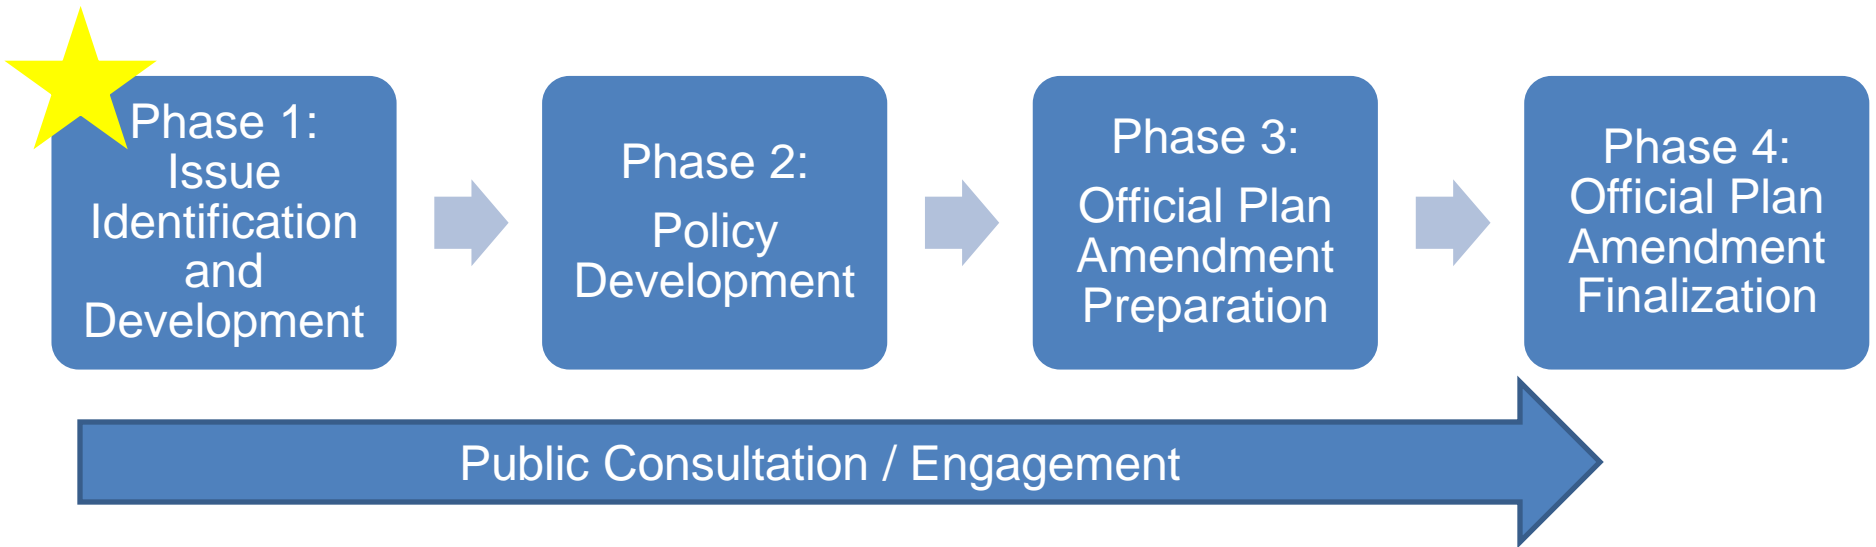 Phase 1:
Issue
Identification
and
Development
Phase 2:
Policy
Development
Phase 3:
Official Plan
Amendment
Preparation
Phase 4:
Official Plan
Amendment
Finalization
Public Consultation / Engagement